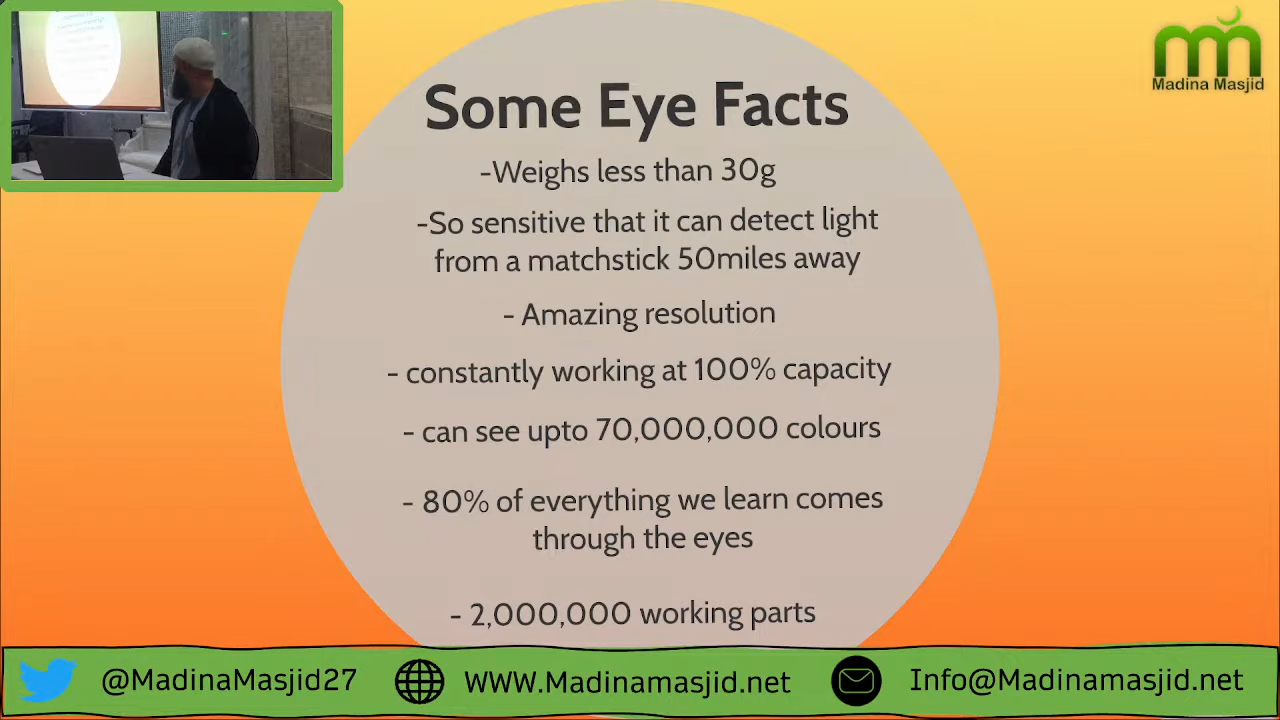 Madina Masjid
Some Eye Facts
-Weighs less than 30g
-So sensitive that it can detect light
from a matchstick 50miles away
- Amazing resolution
- constantly working at 100% capacity
- can see upto 70,000,000 colours
- 80% of everything we learn comes
through the eyes
- 2,000,000 working parts
@MadinaMasjid27
WWW.Madinamasjid.net
Info@Madinamasjid.net